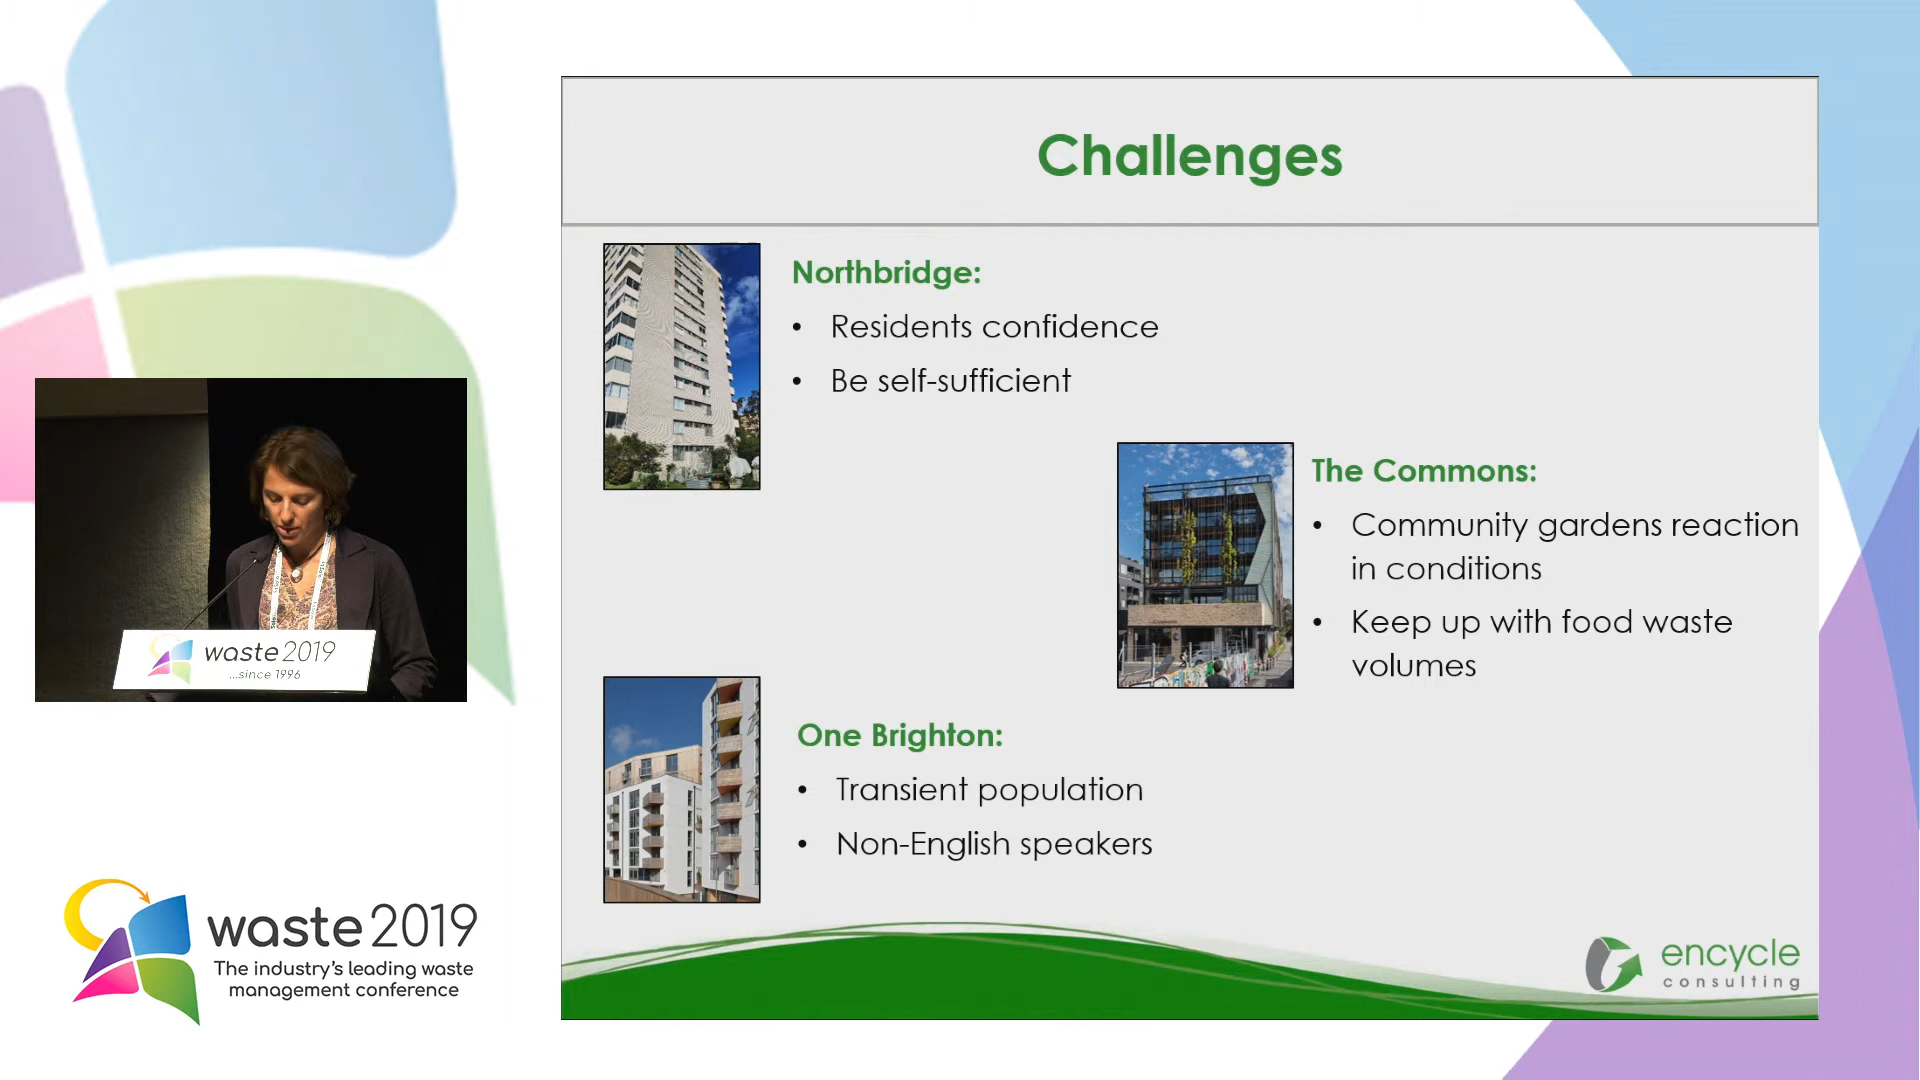 Challenges
Northbridge:
• Residents confidence
• Be self-sufficient
The Commons:
• Community gardens reaction
in conditions
• Keep up with food waste
volumes
One Brighton:
• Transient population
• Non-English speakers
encycle
consulting
waste 2019
...since 1996
waste 2019
The industry's leading waste
management conference